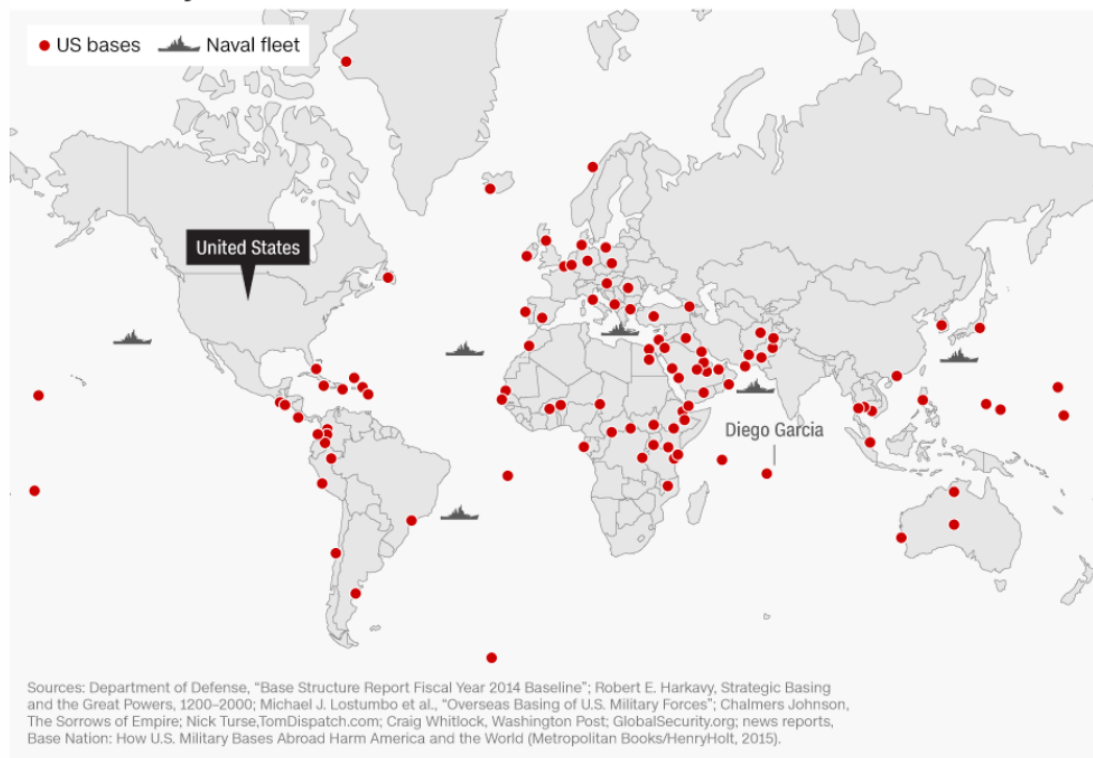 US bases
Naval fleet
United States
Diego Garcia
Sources: Department of Defense, “Base Structure Report Fiscal Year 2014 Baseline”; Robert E. Harkavy, Strategic Basing
and the Great Powers, 1200–2000; Michael J. Lostumbo et al., “Overseas Basing of U.S. Military Forces”; Chalmers Johnson,
The Sorrows of Empire; Nick Turse,TomDispatch.com; Craig Whitlock, Washington Post; GlobalSecurity.org; news reports,
Base Nation: How U.S. Military Bases Abroad Harm America and the World (Metropolitan Books/HenryHolt, 2015).